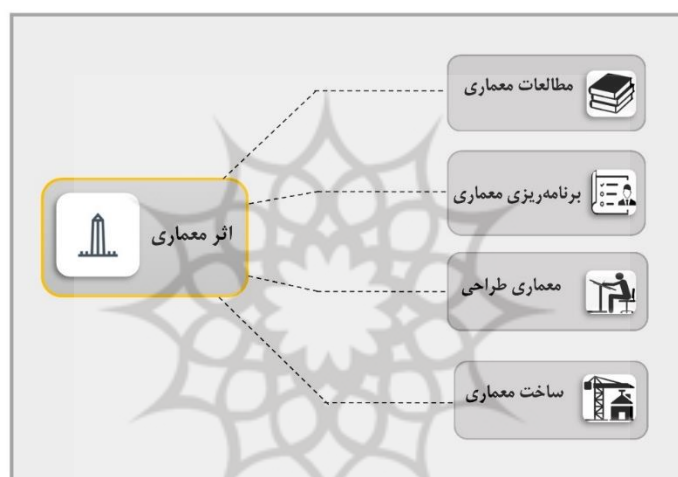 مطالعات معماری
برنامه‌ریزی معماری
اثر معماری
معماری طراحی
ساخت معماری